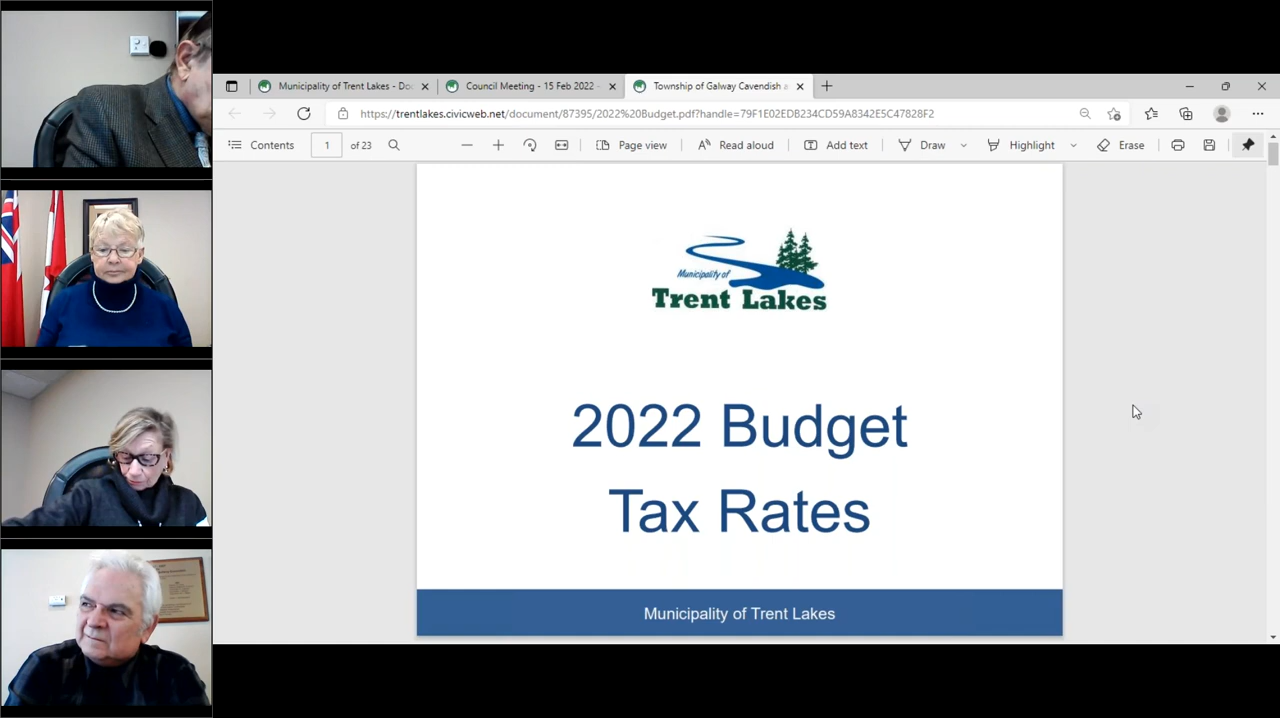 Municipality of Trent Lakes - Doc
Council Meeting - 15 Feb 2022 -
Township of Galway Cavendish a
https://trentlakes.civicweb.net/document/87395/2022%20Budget.pdf?handle=79F1E02EDB234CD59A8342E5C47828F2
Contents
1
of 23
Page view
Read aloud
Add text
Draw
Highlight
Erase
Municipality of
Trent Lakes
2022 Budget
Tax Rates
Municipality of Trent Lakes